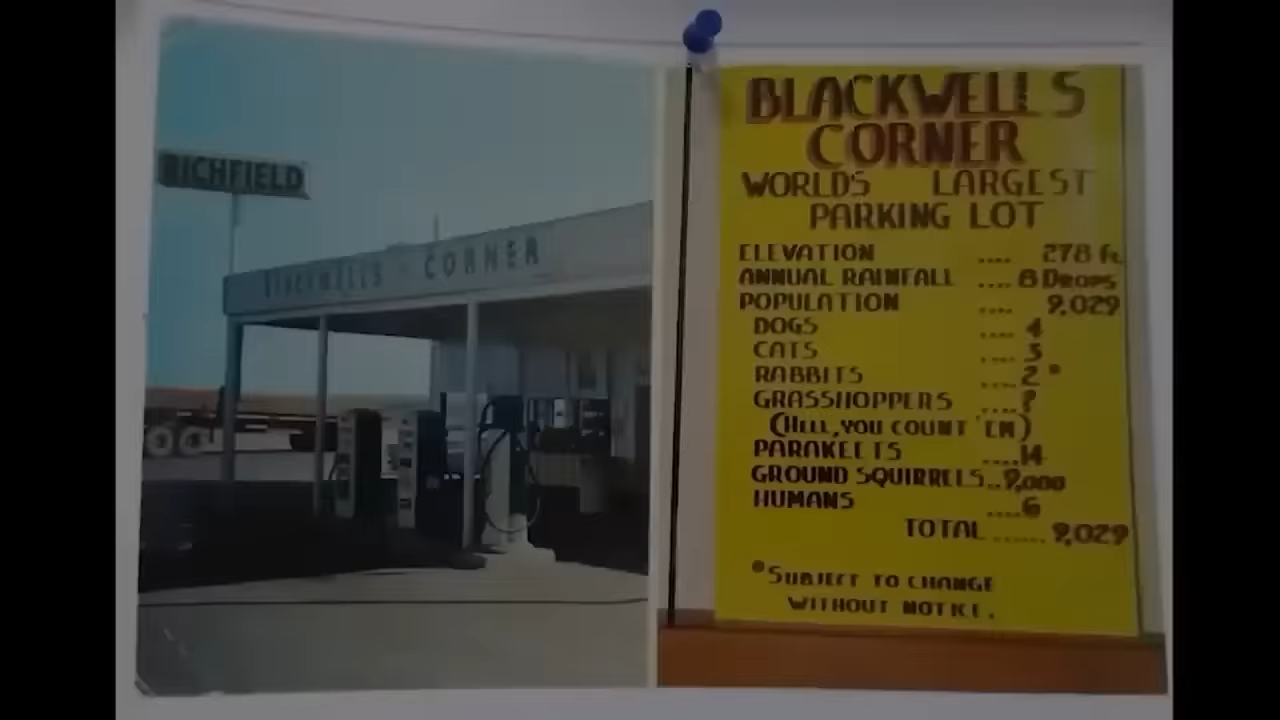 RICHFIELD
BLACKWELLS CORNER
BLACKWELLS
CORNER
WORLDS LARGEST
PARKING LOT
ELEVATION .... 278 ft.
ANNUAL RAINFALL .... 8 DROPS
POPULATION .... 9,029
DOGS .... 4
CATS .... 3
RABBITS .... 2*
GRASSHOPPERS .... ?
(HELL, YOU COUNT 'EM)
PARAKEETS ....14
GROUND SQUIRRELS..9,000
HUMANS ....6
TOTAL ...... 9,029
*SUBJECT TO CHANGE
WITHOUT NOTICE.